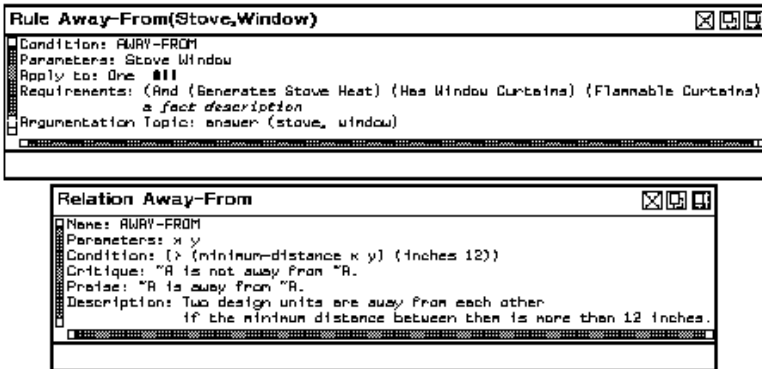 Rule Away-From(Stove,Window)
Condition: AWAY-FROM
Parameters: Stove Window
Apply to: One All
Requirements: (And (Generates Stove Heat) (Has Window Curtains) (Flammable Curtains)
a fact description
Argumentation Topic: answer (stove, window)
Relation Away-From
Name: AWAY-FROM
Parameters: x y
Condition: (> (minimum-distance x y) (inches 12))
Critique: ~A is not away from ~A.
Praise: ~A is away from ~A.
Description: Two design units are away from each other
if the minimum distance between them is more than 12 inches.